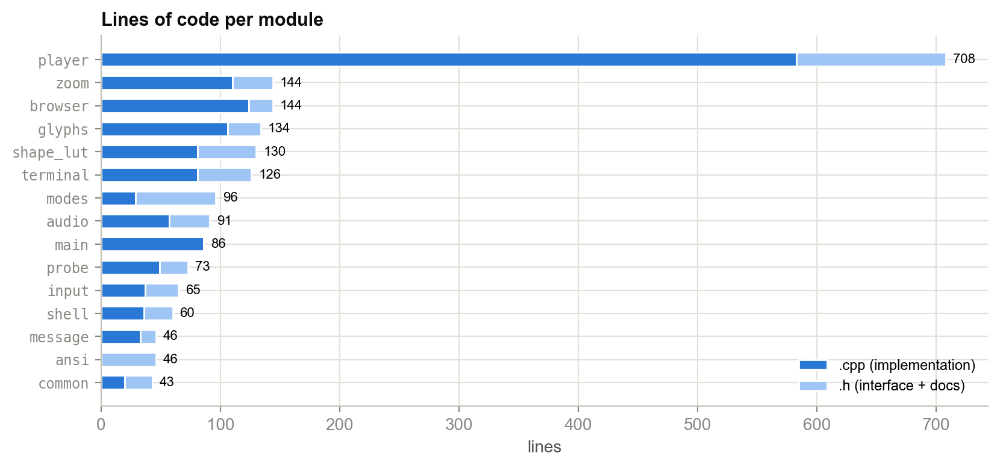 Lines of code per module
player 708
zoom 144
browser 144
glyphs 134
shape_lut 130
terminal 126
modes 96
audio 91
main 86
probe 73
input 65
shell 60
message 46
ansi 46
common 43
.cpp (implementation)
.h (interface + docs)
0 100 200 300 400 500 600 700
lines